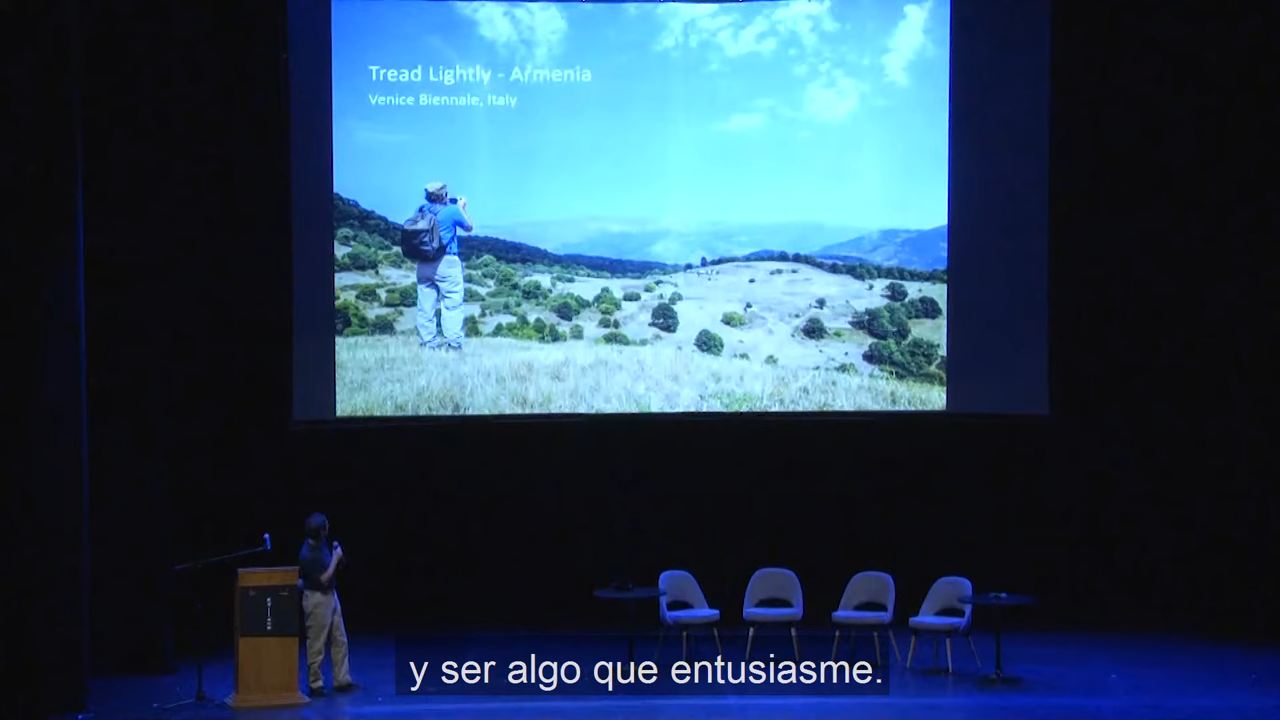 Tread Lightly - Armenia
Venice Biennale, Italy
y ser algo que entusiasme.